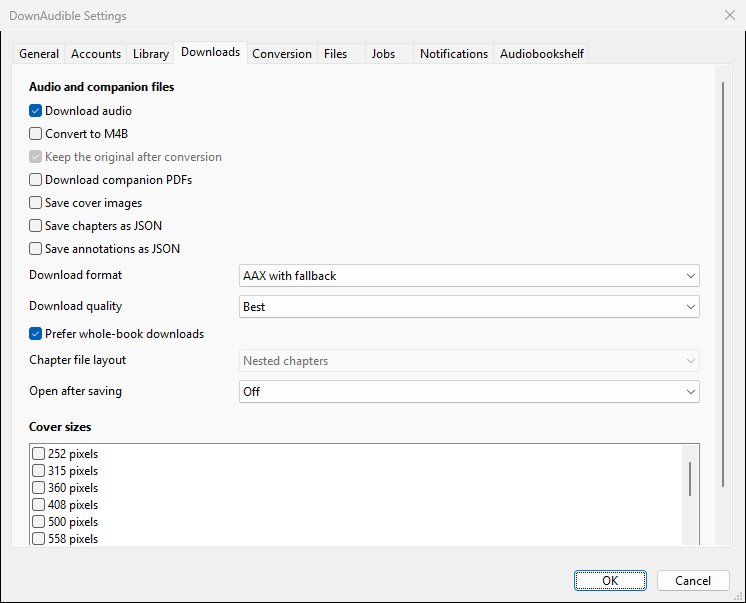 DownAudible Settings
General Accounts Library Downloads Conversion Files Jobs Notifications Audiobookshelf
Audio and companion files
Download audio
Convert to M4B
Keep the original after conversion
Download companion PDFs
Save cover images
Save chapters as JSON
Save annotations as JSON
Download format AAX with fallback
Download quality Best
Prefer whole-book downloads
Chapter file layout Nested chapters
Open after saving Off
Cover sizes
252 pixels
315 pixels
360 pixels
408 pixels
500 pixels
558 pixels
OK Cancel